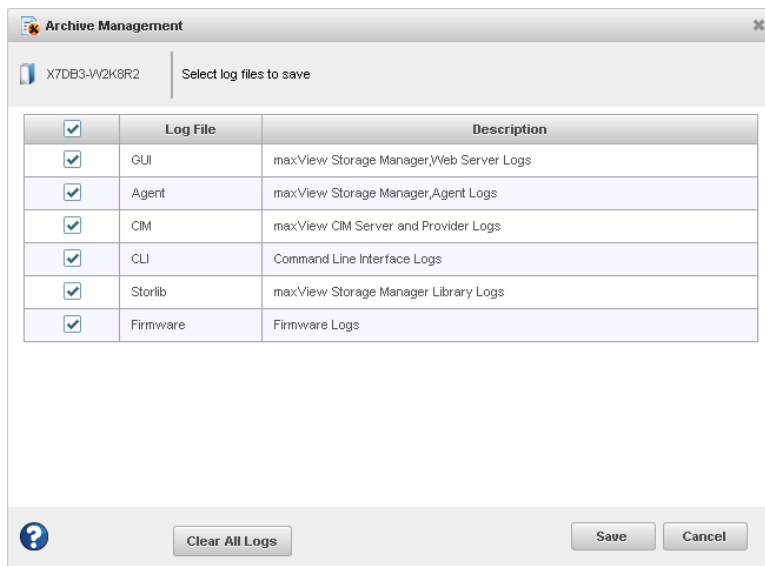 Archive Management
X7DB3-W2K8R2 Select log files to save
Log File Description
GUI maxView Storage Manager,Web Server Logs
Agent maxView Storage Manager,Agent Logs
CIM maxView CIM Server and Provider Logs
CLI Command Line Interface Logs
Storlib maxView Storage Manager Library Logs
Firmware Firmware Logs
? Clear All Logs Save Cancel